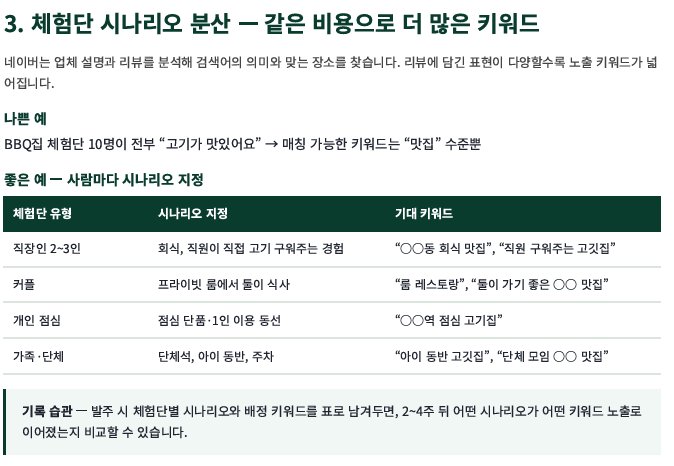 3. 체험단 시나리오 분산 — 같은 비용으로 더 많은 키워드
네이버는 업체 설명과 리뷰를 분석해 검색어의 의미와 맞는 장소를 찾습니다. 리뷰에 담긴 표현이 다양할수록 노출 키워드가 넓
어집니다.
나쁜 예
BBQ집 체험단 10명이 전부 “고기가 맛있어요” → 매칭 가능한 키워드는 “맛집” 수준뿐
좋은 예 — 사람마다 시나리오 지정
체험단 유형 시나리오 지정 기대 키워드
직장인 2~3인 회식, 직원이 직접 고기 구워주는 경험 “○○동 회식 맛집”, “직원 구워주는 고깃집”
커플 프라이빗 룸에서 둘이 식사 “룸 레스토랑”, “둘이 가기 좋은 ○○ 맛집”
개인 점심 점심 단품·1인 이용 동선 “○○역 점심 고기집”
가족·단체 단체석, 아이 동반, 주차 “아이 동반 고깃집”, “단체 모임 ○○ 맛집”
기록 습관 — 발주 시 체험단별 시나리오와 배정 키워드를 표로 남겨두면, 2~4주 뒤 어떤 시나리오가 어떤 키워드 노출로
이어졌는지 비교할 수 있습니다.